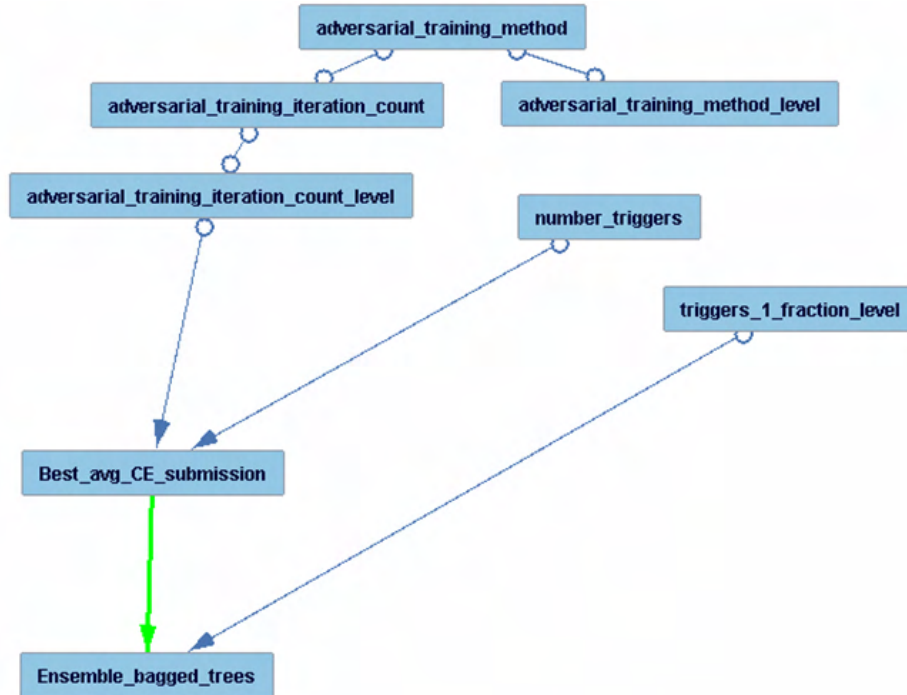 adversarial_training_method
adversarial_training_iteration_count
adversarial_training_method_level
adversarial_training_iteration_count_level
number_triggers
triggers_1_fraction_level
Best_avg_CE_submission
Ensemble_bagged_trees